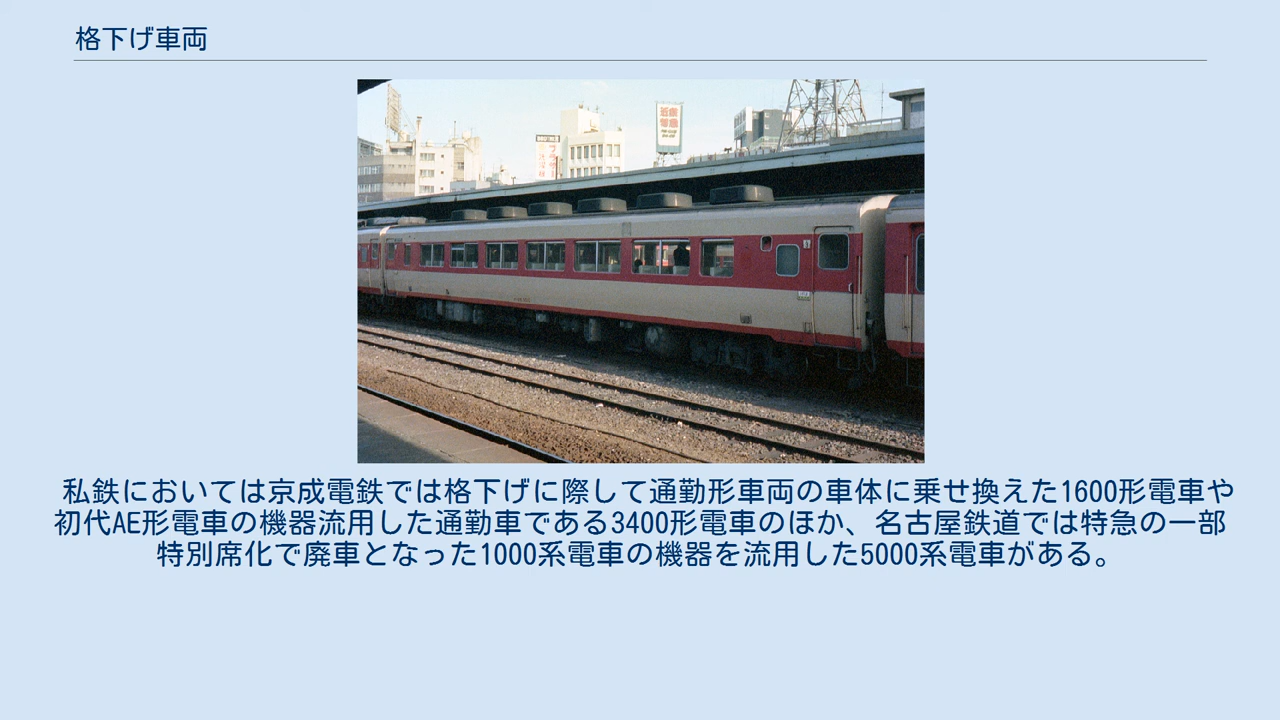 格下げ車両
私鉄においては京成電鉄では格下げに際して通勤形車両の車体に乗せ換えた1600形電車や
初代AE形電車の機器流用した通勤車である3400形電車のほか、名古屋鉄道では特急の一部
特別席化で廃車となった1000系電車の機器を流用した5000系電車がある。